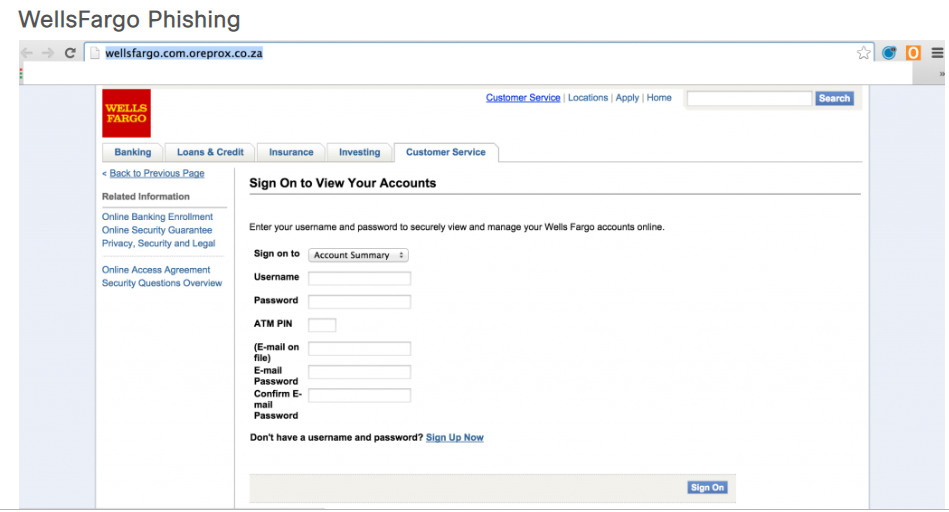 WellsFargo Phishing
wellsfargo.com.oreprox.co.za
WELLS
FARGO
Customer Service | Locations | Apply | Home
Search
Banking
Loans & Credit
Insurance
Investing
Customer Service
< Back to Previous Page
Related Information
Online Banking Enrollment
Online Security Guarantee
Privacy, Security and Legal
Online Access Agreement
Security Questions Overview
Sign On to View Your Accounts
Enter your username and password to securely view and manage your Wells Fargo accounts online.
Sign on to
Account Summary
Username
Password
ATM PIN
(E-mail on
file)
E-mail
Password
Confirm E-
mail
Password
Don't have a username and password? Sign Up Now
Sign On